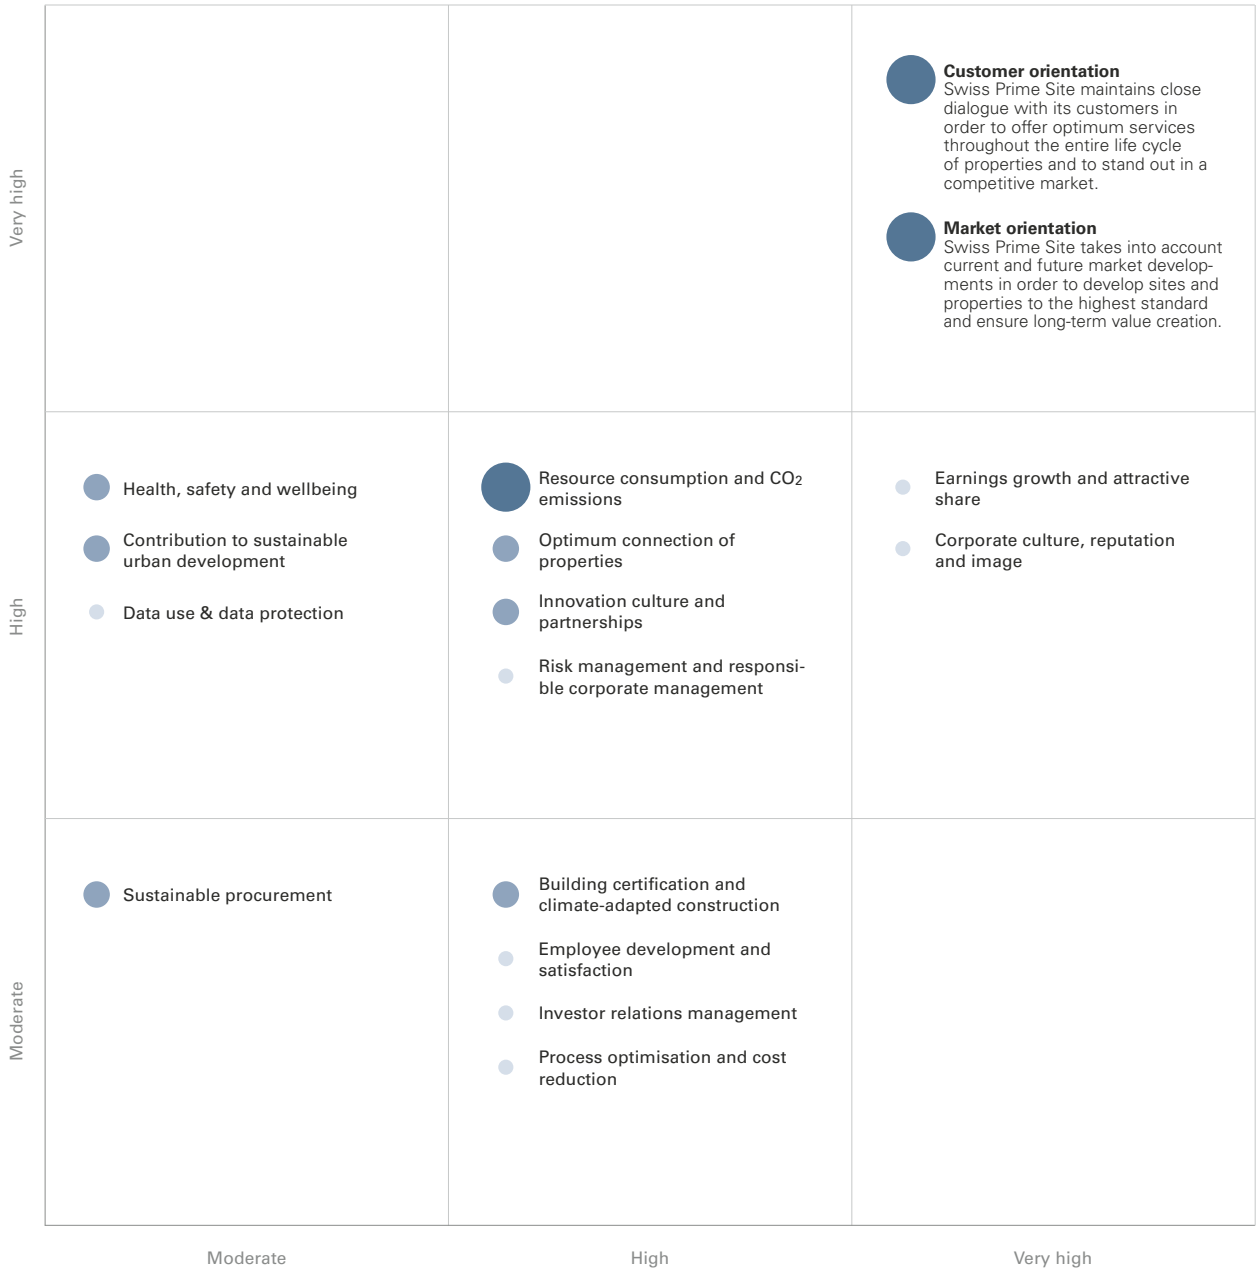 Very high
Customer orientation
Swiss Prime Site maintains close
dialogue with its customers in
order to offer optimum services
throughout the entire life cycle
of properties and to stand out in a
competitive market.
Market orientation
Swiss Prime Site takes into account
current and future market develop-
ments in order to develop sites and
properties to the highest standard
and ensure long-term value creation.
High
Health, safety and wellbeing
Contribution to sustainable
urban development
Data use & data protection
Resource consumption and CO2
emissions
Optimum connection of
properties
Innovation culture and
partnerships
Risk management and responsi-
ble corporate management
Earnings growth and attractive
share
Corporate culture, reputation
and image
Moderate
Sustainable procurement
Building certification and
climate-adapted construction
Employee development and
satisfaction
Investor relations management
Process optimisation and cost
reduction
Moderate
High
Very high